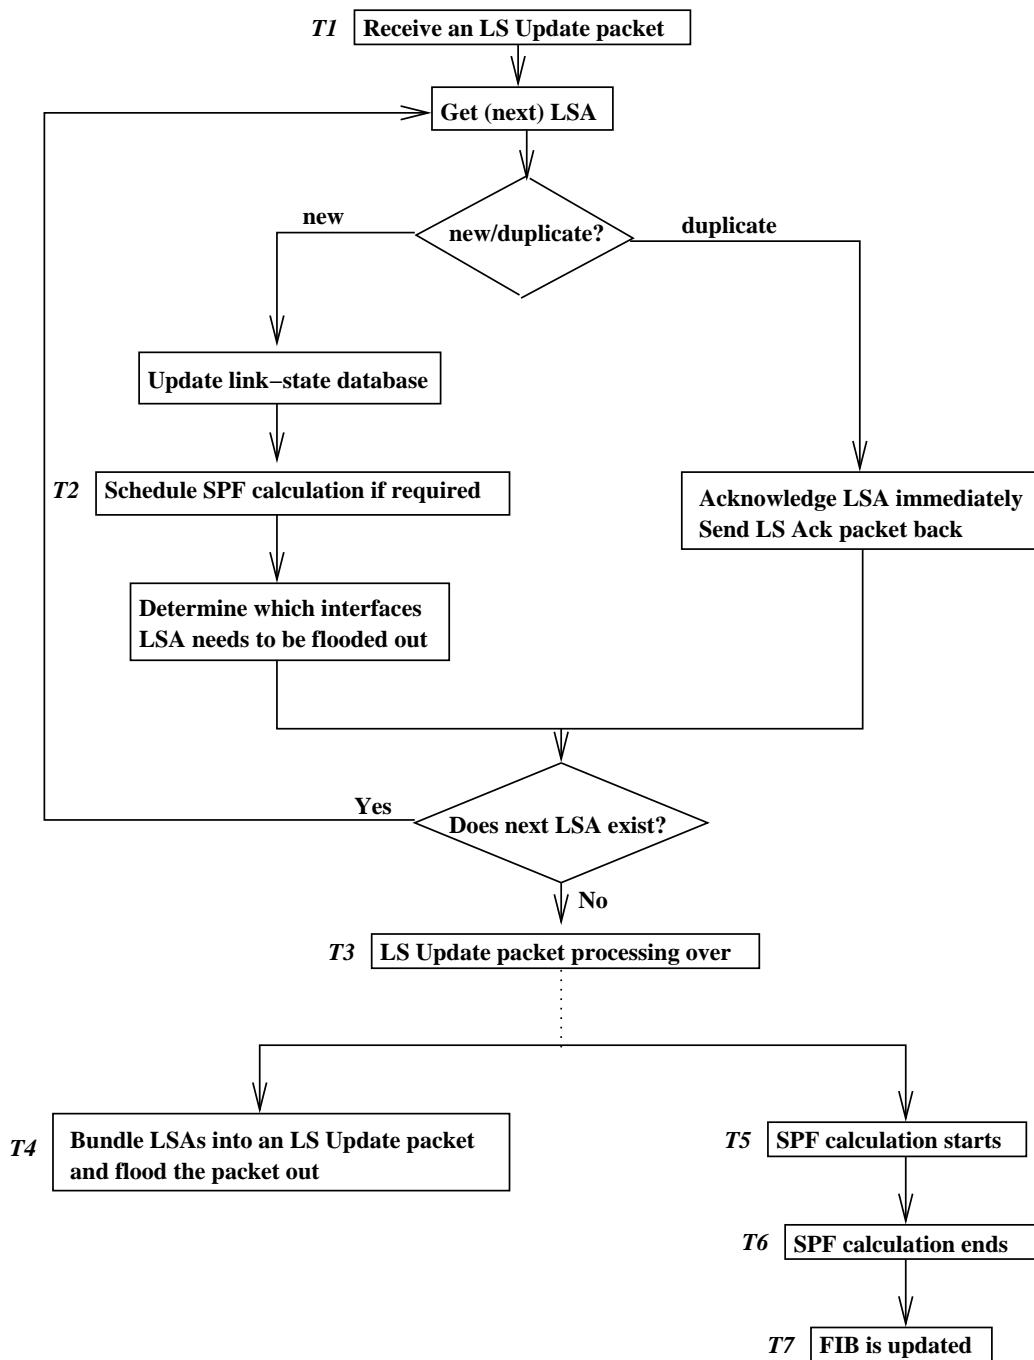 T1 Receive an LS Update packet
Get (next) LSA
new/duplicate?
new
duplicate
Update link−state database
T2 Schedule SPF calculation if required
Determine which interfaces
LSA needs to be flooded out
Acknowledge LSA immediately
Send LS Ack packet back
Does next LSA exist?
Yes
No
T3 LS Update packet processing over
T4 Bundle LSAs into an LS Update packet
and flood the packet out
T5 SPF calculation starts
T6 SPF calculation ends
T7 FIB is updated